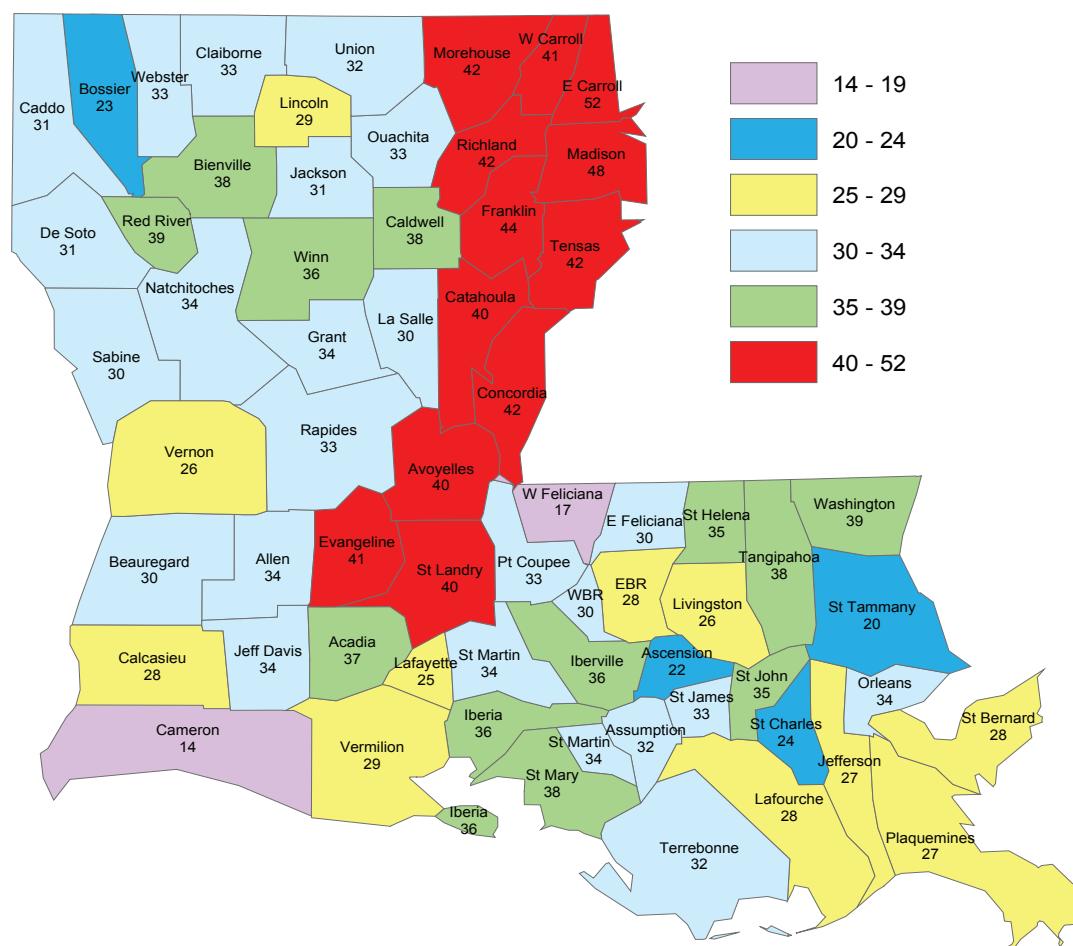 Claiborne
33
Union
32
Morehouse
42
W Carroll
41
E Carroll
52
Webster
33
Bossier
23
Caddo
31
Lincoln
29
Ouachita
33
Richland
42
Madison
48
Bienville
38
Jackson
31
Franklin
44
Caldwell
38
Red River
39
De Soto
31
Tensas
42
Winn
36
Natchitoches
34
Catahoula
40
La Salle
30
Grant
34
Sabine
30
Concordia
42
Rapides
33
Vernon
26
Avoyelles
40
W Feliciana
17
E Feliciana
30
St Helena
35
Washington
39
Tangipahoa
38
Evangeline
41
Allen
34
Beauregard
30
St Landry
40
Pt Coupee
33
WBR
30
EBR
28
Livingston
26
St Tammany
20
Calcasieu
28
Jeff Davis
34
Acadia
37
Lafayette
25
St Martin
34
Iberville
36
Ascension
22
St John
35
Orleans
34
St James
33
Cameron
14
Vermilion
29
Iberia
36
St Martin
34
Assumption
32
St Charles
24
St Bernard
28
Jefferson
27
St Mary
38
Lafourche
28
Iberia
36
Terrebonne
32
Plaquemines
27
14 - 19
20 - 24
25 - 29
30 - 34
35 - 39
40 - 52